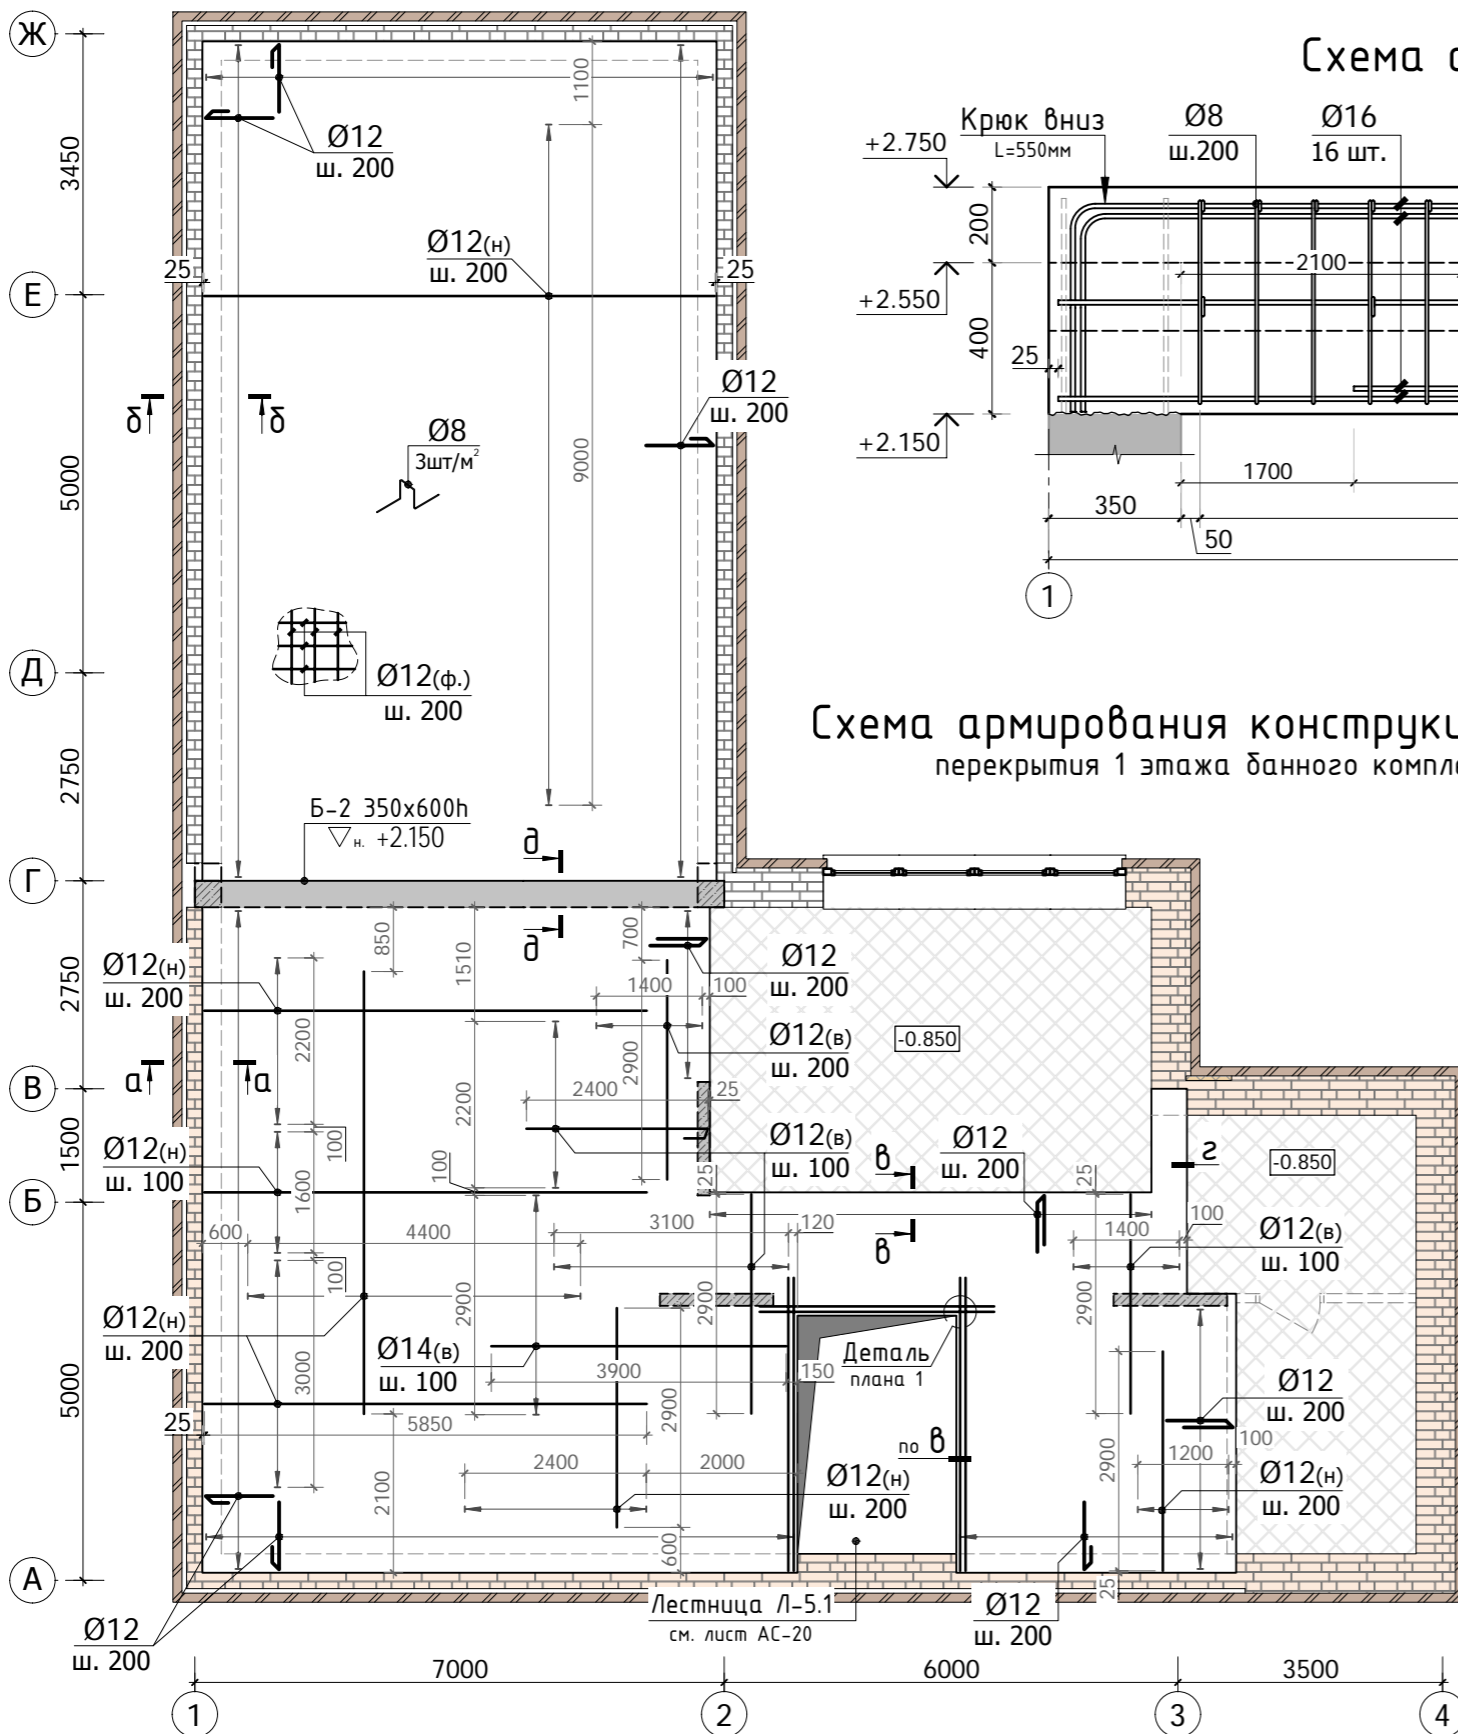 Ж
Е
Д
Г
В
Б
А
3450
5000
2750
2750
1500
5000
Ø12
ш. 200
1100
Ø12(н)
ш. 200
25
25
Ø12
ш. 200
б
б
Ø8
3шт/м²
9000
Ø12(ф.)
ш. 200
Б-2 350х600h
н. +2.150
д
д
Схема а
Крюк вниз
L=550мм
Ø8
ш.200
Ø16
16 шт.
+2.750
200
+2.550
400
+2.150
2100
25
1700
350
50
1
Схема армирования конструкц
перекрытия 1 этажа банного компле
850
1510
700
Ø12(н)
ш. 200
1400
100
Ø12
ш. 200
2200
2900
Ø12(в)
ш. 200
-0.850
а
а
2200
2400
25
Ø12(в)
ш. 100
Ø12(н)
ш. 100
100
1600
100
25
в
в
Ø12
ш. 200
25
г
-0.850
600
4400
3100
120
1400
100
Ø12(в)
ш. 100
100
2900
2900
2900
Ø12(н)
ш. 200
3000
Ø14(в)
ш. 100
3900
150
Деталь
плана 1
2900
Ø12
ш. 200
25
5850
2100
2400
2000
по в
2900
1200
100
Ø12(н)
ш. 200
Ø12(н)
ш. 200
600
25
Лестница Л-5.1
см. лист АС-20
Ø12
ш. 200
Ø12
ш. 200
7000
6000
3500
1
2
3
4